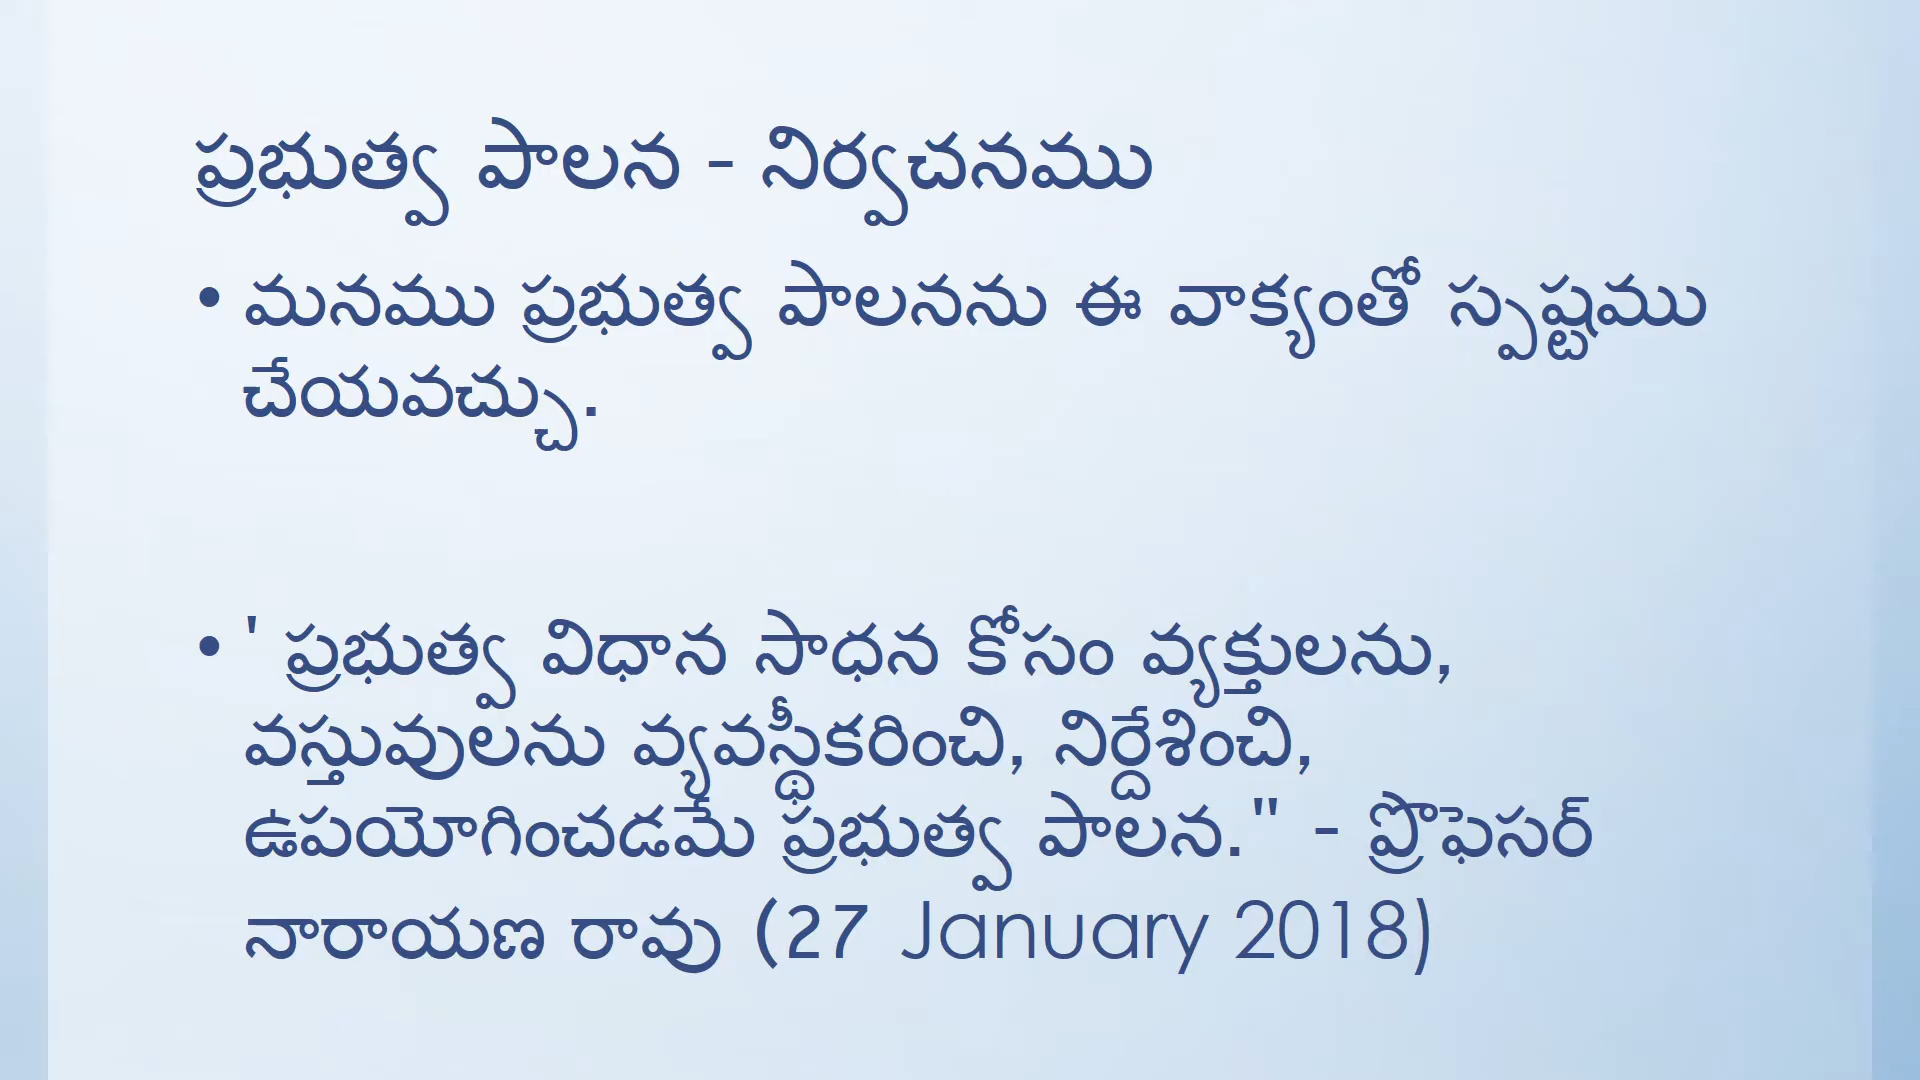 ప్రభుత్వ పాలన - నిర్వచనము
• మనము ప్రభుత్వ పాలనను ఈ వాక్యంతో స్పష్టము
చేయవచ్చు.
• ' ప్రభుత్వ విధాన సాధన కోసం వ్యక్తులను,
వస్తువులను వ్యవస్థీకరించి, నిర్దేశించి,
ఉపయోగించడమే ప్రభుత్వ పాలన." - ప్రొఫెసర్
నారాయణ రావు (27 January 2018)